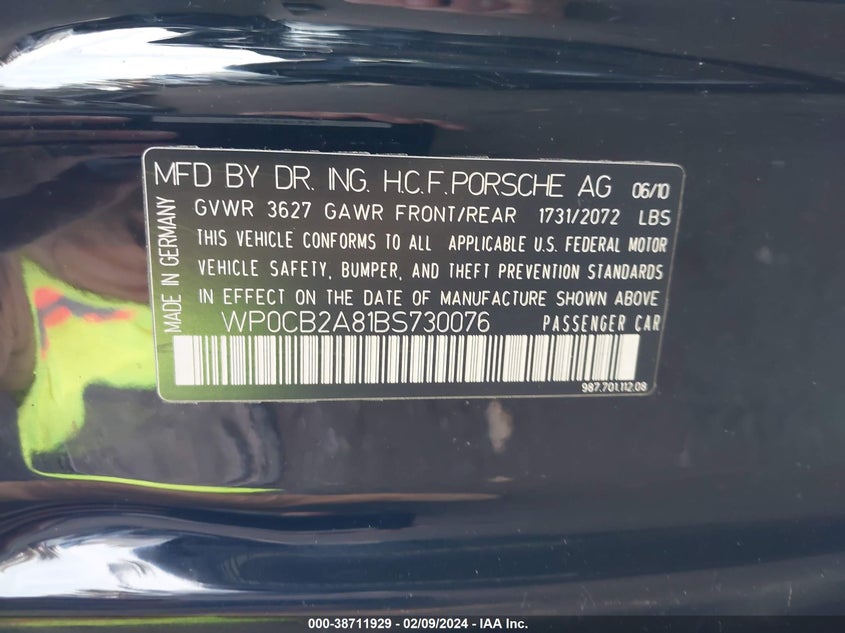 MFD BY DR. ING. H.C.F. PORSCHE AG 06/10
GVWR 3627 GAWR FRONT/REAR 1731/2072 LBS
THIS VEHICLE CONFORMS TO ALL APPLICABLE U.S. FEDERAL MOTOR
VEHICLE SAFETY, BUMPER, AND THEFT PREVENTION STANDARDS
IN EFFECT ON THE DATE OF MANUFACTURE SHOWN ABOVE
WP0CB2A81BS730076 PASSENGER CAR
987.701.112.08
MADE IN GERMANY
000-38711929 / 02/09/2024 - IAA Inc.